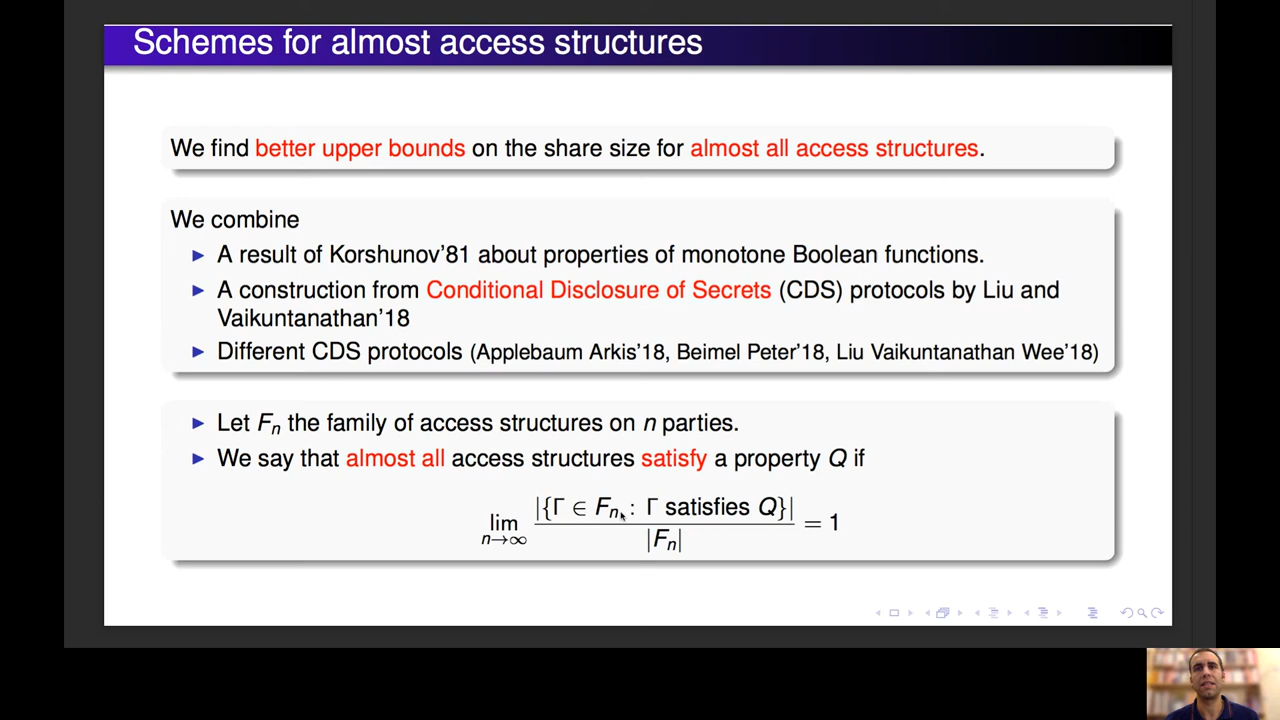 Schemes for almost access structures
We find better upper bounds on the share size for almost all access structures.
We combine
▶ A result of Korshunov'81 about properties of monotone Boolean functions.
▶ A construction from Conditional Disclosure of Secrets (CDS) protocols by Liu and
Vaikuntanathan'18
▶ Different CDS protocols (Applebaum Arkis'18, Beimel Peter'18, Liu Vaikuntanathan Wee'18)
▶ Let Fn the family of access structures on n parties.
▶ We say that almost all access structures satisfy a property Q if
|{Γ ∈ Fn : Γ satisfies Q}|
lim = 1
n→∞
|Fn|